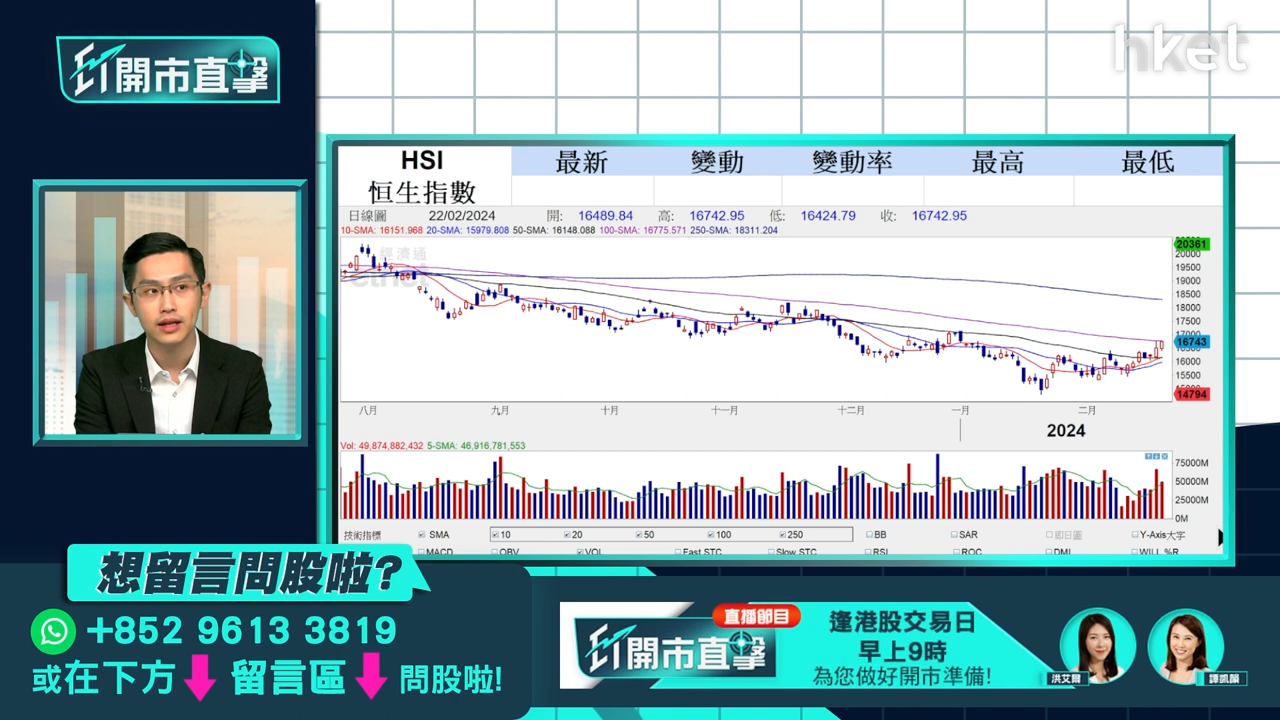 開市直擊
hket
HSI
恒生指數
最新 變動 變動率 最高 最低
日線圖 22/02/2024 開: 16489.84 高: 16742.95 低: 16424.79 收: 16742.95
10-SMA: 16151.968 20-SMA: 15979.808 50-SMA: 16148.088 100-SMA: 16775.571 250-SMA: 18311.204
經濟通
etnet
20361
20000
19500
19000
18500
18000
17500
17000
16743
16000
15500
14794
八月 九月 十月 十一月 十二月 一月 二月
2024
Vol: 49,874,882,432 5-SMA: 46,916,781,553
75000M
50000M
25000M
0M
技術指標 SMA 10 20 50 100 250 BB SAR 即日圖 Y-Axis大字
MACD OBV VOL Fast STC Slow STC RSI ROC DMI WILL %R
想留言問股啦?
+852 9613 3819
或在下方 留言區 問股啦!
直播節目
開市直擊
逢港股交易日
早上9時
為您做好開市準備!
洪艾爾
譚凱韻